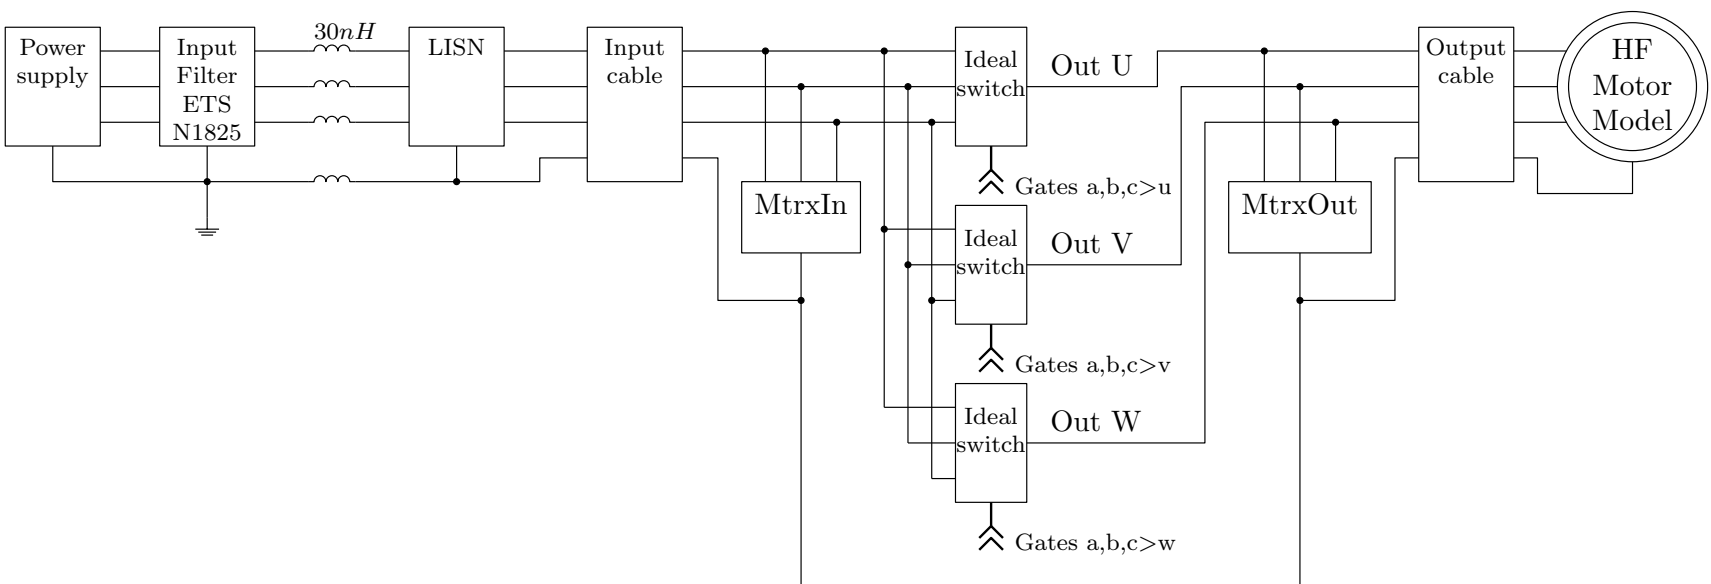 Power
supply
Input
Filter
ETS
N1825
30nH
LISN
Input
cable
MtrxIn
Ideal
switch
Out U
Gates a,b,c>u
Ideal
switch
Out V
Gates a,b,c>v
Ideal
switch
Out W
Gates a,b,c>w
MtrxOut
Output
cable
HF
Motor
Model